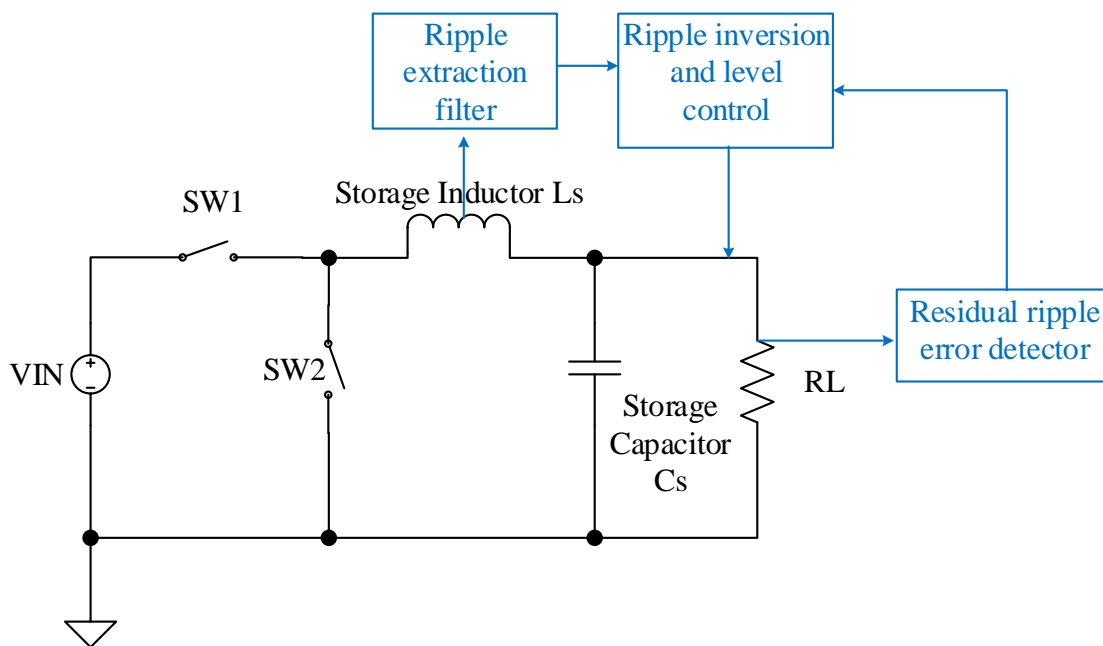 Ripple
extraction
filter
Ripple inversion
and level
control
Storage Inductor Ls
SW1
Residual ripple
error detector
VIN
+
−
SW2
RL
Storage
Capacitor
Cs